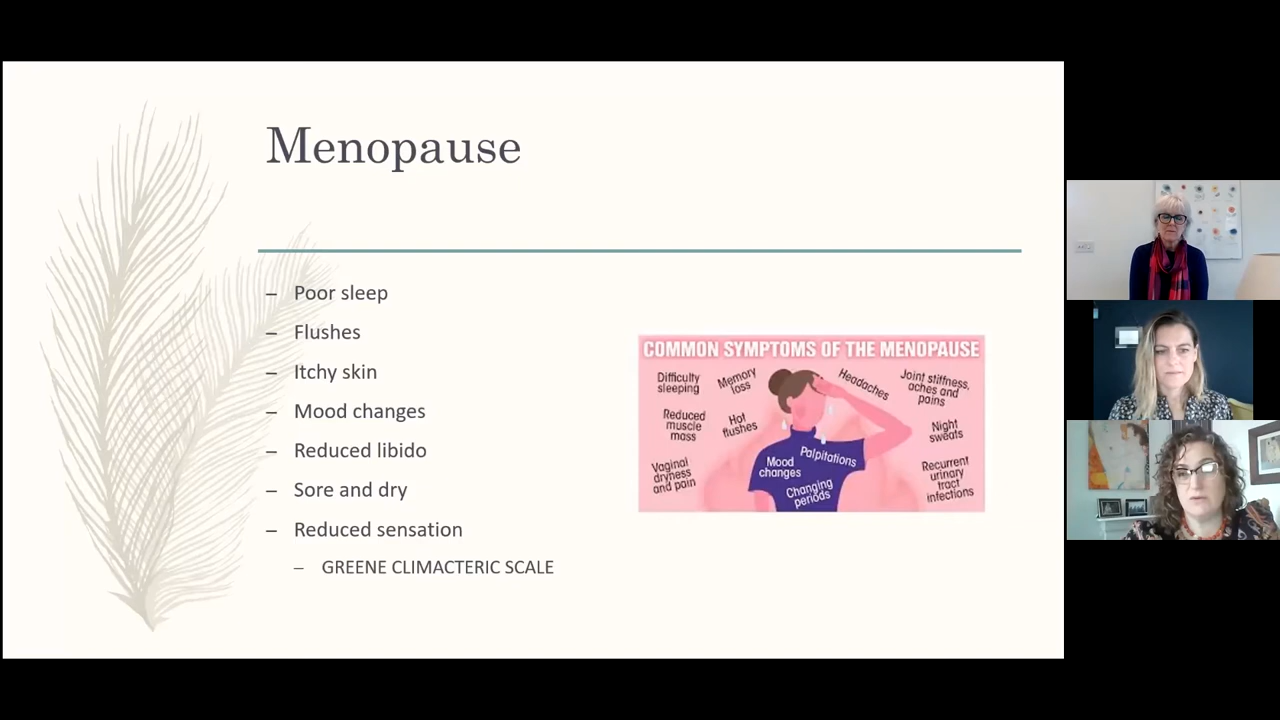 Menopause
– Poor sleep
– Flushes
– Itchy skin
– Mood changes
– Reduced libido
– Sore and dry
– Reduced sensation
– GREENE CLIMACTERIC SCALE
COMMON SYMPTOMS OF THE MENOPAUSE
Difficulty
sleeping
Memory
loss
Headaches
Joint stiffness,
aches and
pains
Reduced
muscle
mass
Hot
flushes
Night
sweats
Vaginal
dryness
and pain
Mood
changes
Palpitations
Changing
periods
Recurrent
urinary
tract
infections